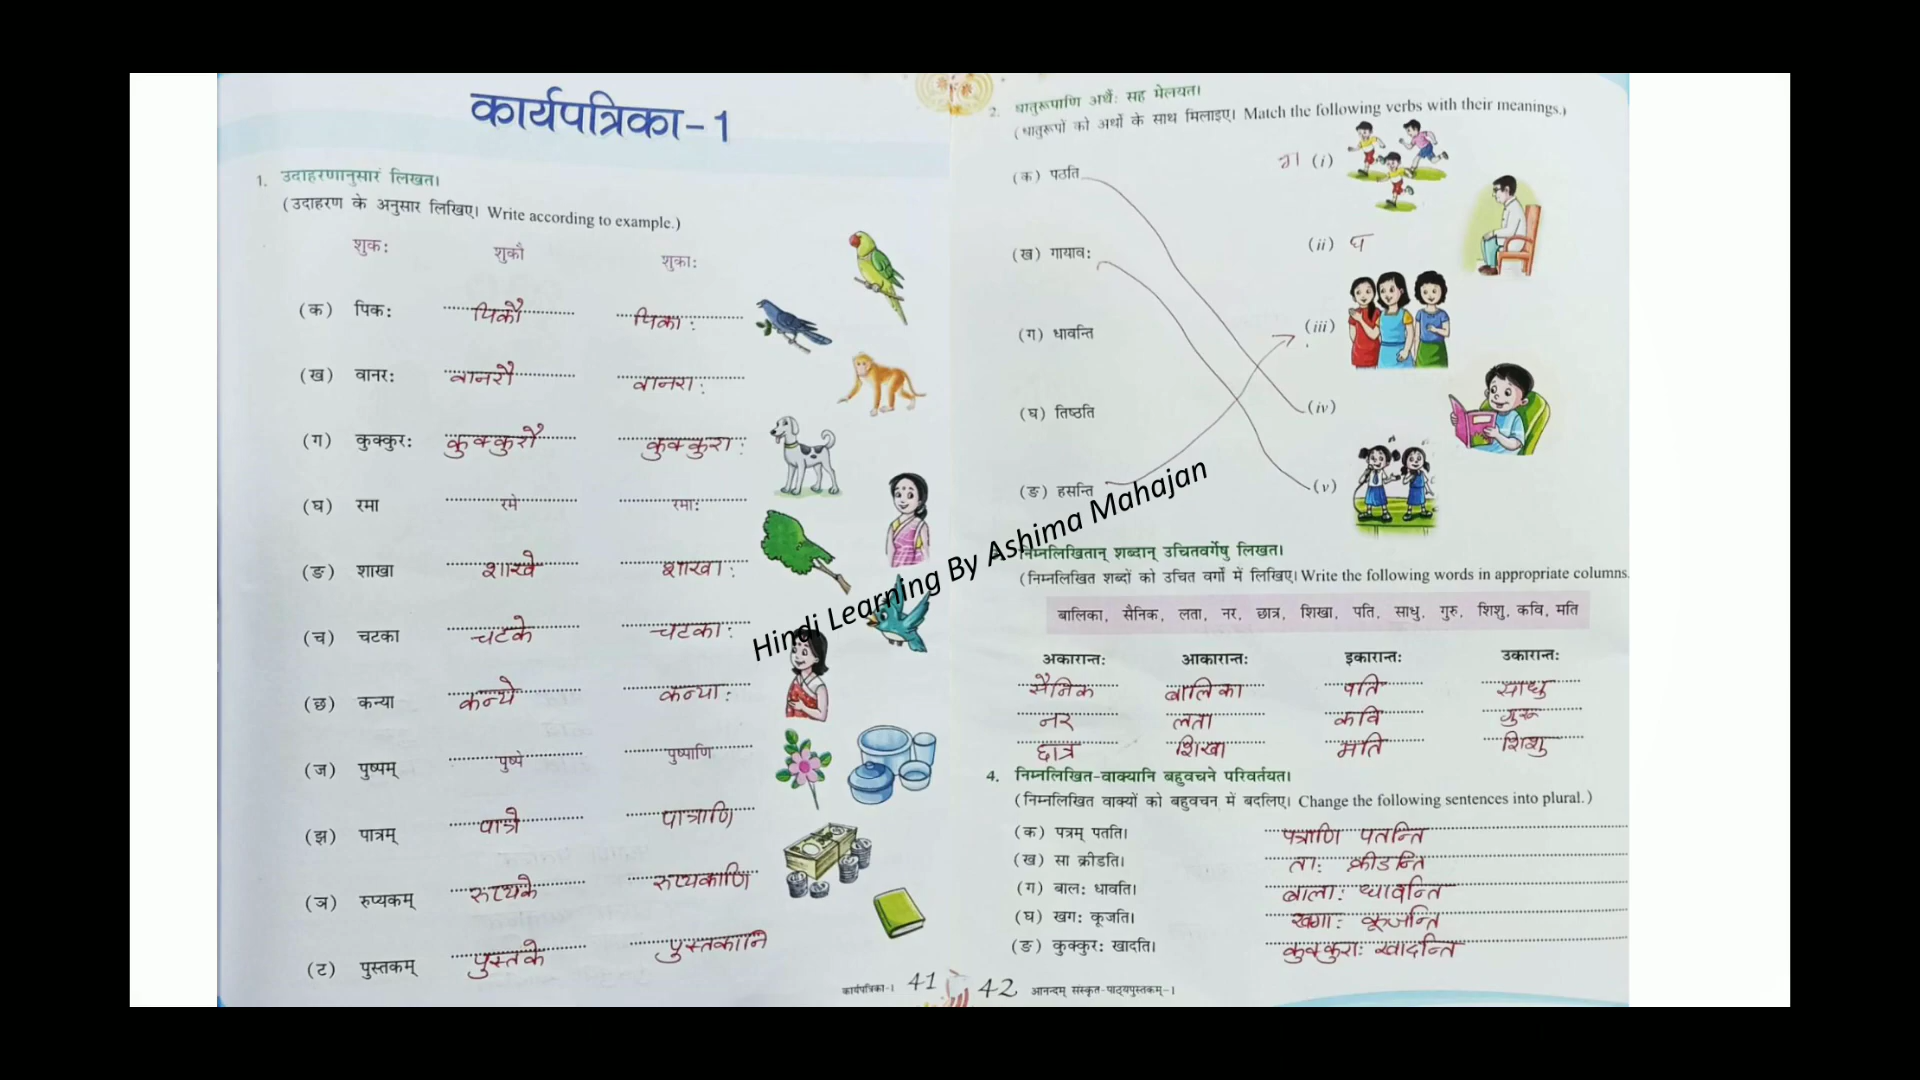 कार्यपत्रिका-1
1. उदाहरणानुसारं लिखत।
(उदाहरण के अनुसार लिखिए। Write according to example.)
शुकः शुकौ शुकाः
(क) पिकः पिकौ पिकाः
(ख) वानरः वानरौ वानराः
(ग) कुक्कुरः कुक्कुरौ कुक्कुराः
(घ) रमा रमे रमाः
(ङ) शाखा शाखे शाखाः
(च) चटका चटके चटकाः
(छ) कन्या कन्ये कन्याः
(ज) पुष्पम् पुष्पे पुष्पाणि
(झ) पात्रम् पात्रे पात्राणि
(ञ) रुप्यकम् रुप्यके रुप्यकाणि
(ट) पुस्तकम् पुस्तके पुस्तकानि
कार्यपत्रिका-। 41
2. धातुरूपाणि अर्थैः सह मेलयत।
(धातुरूपों को अर्थों के साथ मिलाइए। Match the following verbs with their meanings.)
(क) पठति ग। (i)
(ख) गायावः (ii) घ
(ग) धावन्ति (iii)
(घ) तिष्ठति (iv)
(ङ) हसन्ति (v)
निम्नलिखितान् शब्दान् उचितवर्गेषु लिखत।
(निम्नलिखित शब्दों को उचित वर्गों में लिखिए। Write the following words in appropriate columns.
बालिका, सैनिक, लता, नर, छात्र, शिखा, पति, साधु, गुरु, शिशु, कवि, मति
अकारान्तः आकारान्तः इकारान्तः उकारान्तः
सैनिक बालिका पति साधु
नर लता कवि गुरू
छात्र शिखा मति शिशु
4. निम्नलिखित-वाक्यानि बहुवचने परिवर्तयत।
(निम्नलिखित वाक्यों को बहुवचन में बदलिए। Change the following sentences into plural.)
(क) पत्रम् पतति। पत्राणि पतन्ति
(ख) सा क्रीडति। ताः क्रीडन्ति
(ग) बालः धावति। बालाः धावन्ति
(घ) खगः कूजति। खगाः कूजन्ति
(ङ) कुक्कुरः खादति। कुक्कुराः खादन्ति
42 आनन्दम् संस्कृत-पाठ्यपुस्तकम्-।
Hindi Learning By Ashima Mahajan